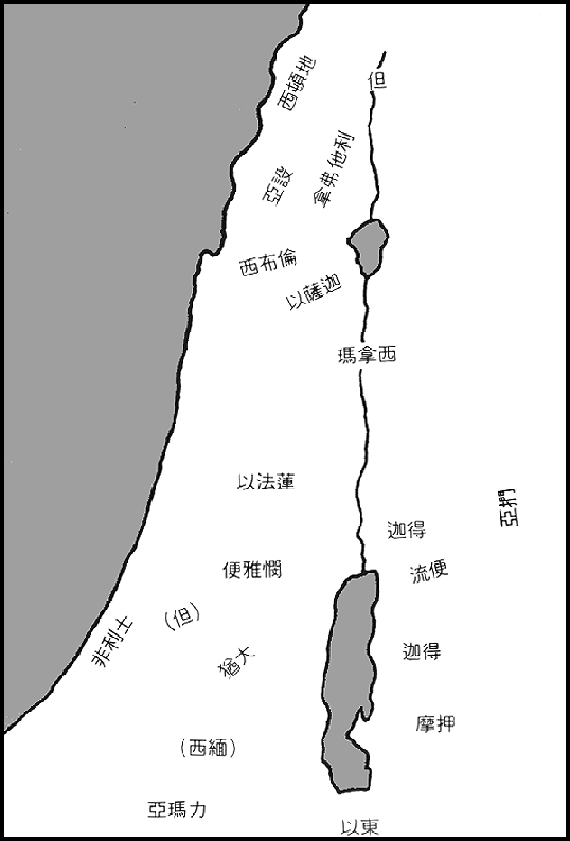 西頓地
但
亞設
拿弗他利
西布倫
以薩迦
瑪拿西
以法蓮
亞捫
迦得
便雅憫
流便
非利士
(但)
猶大
迦得
摩押
(西緬)
亞瑪力
以東